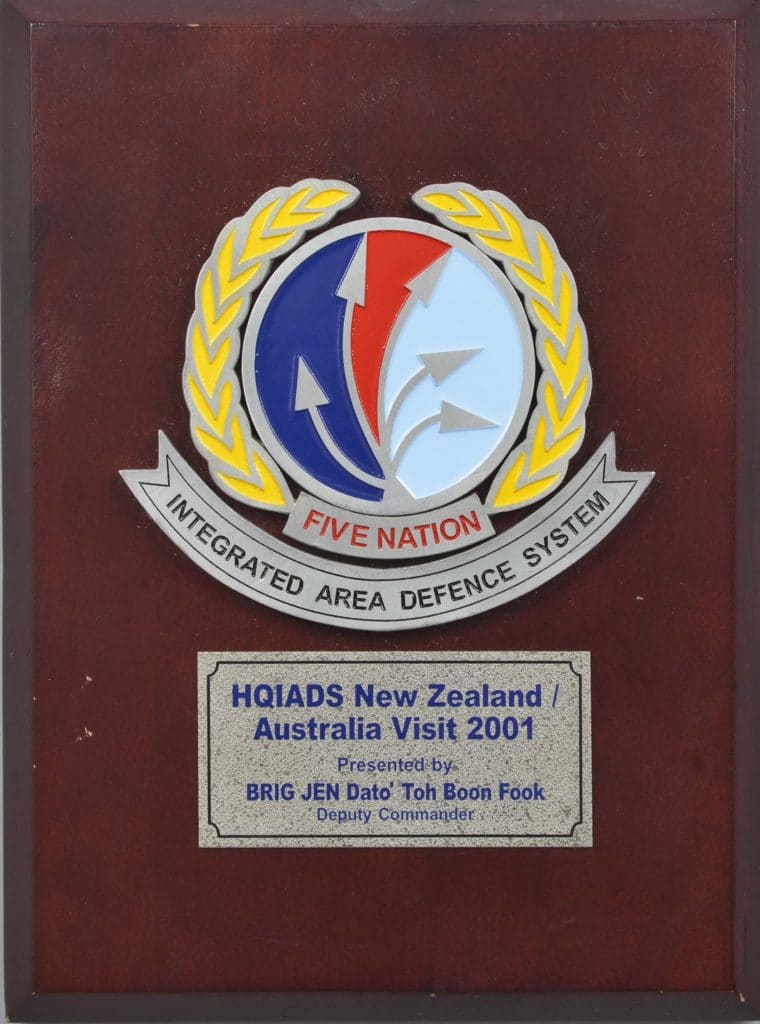 FIVE NATION
INTEGRATED AREA DEFENCE SYSTEM
HQIADS New Zealand /
Australia Visit 2001
Presented by
BRIG JEN Dato' Toh Boon Fook
Deputy Commander